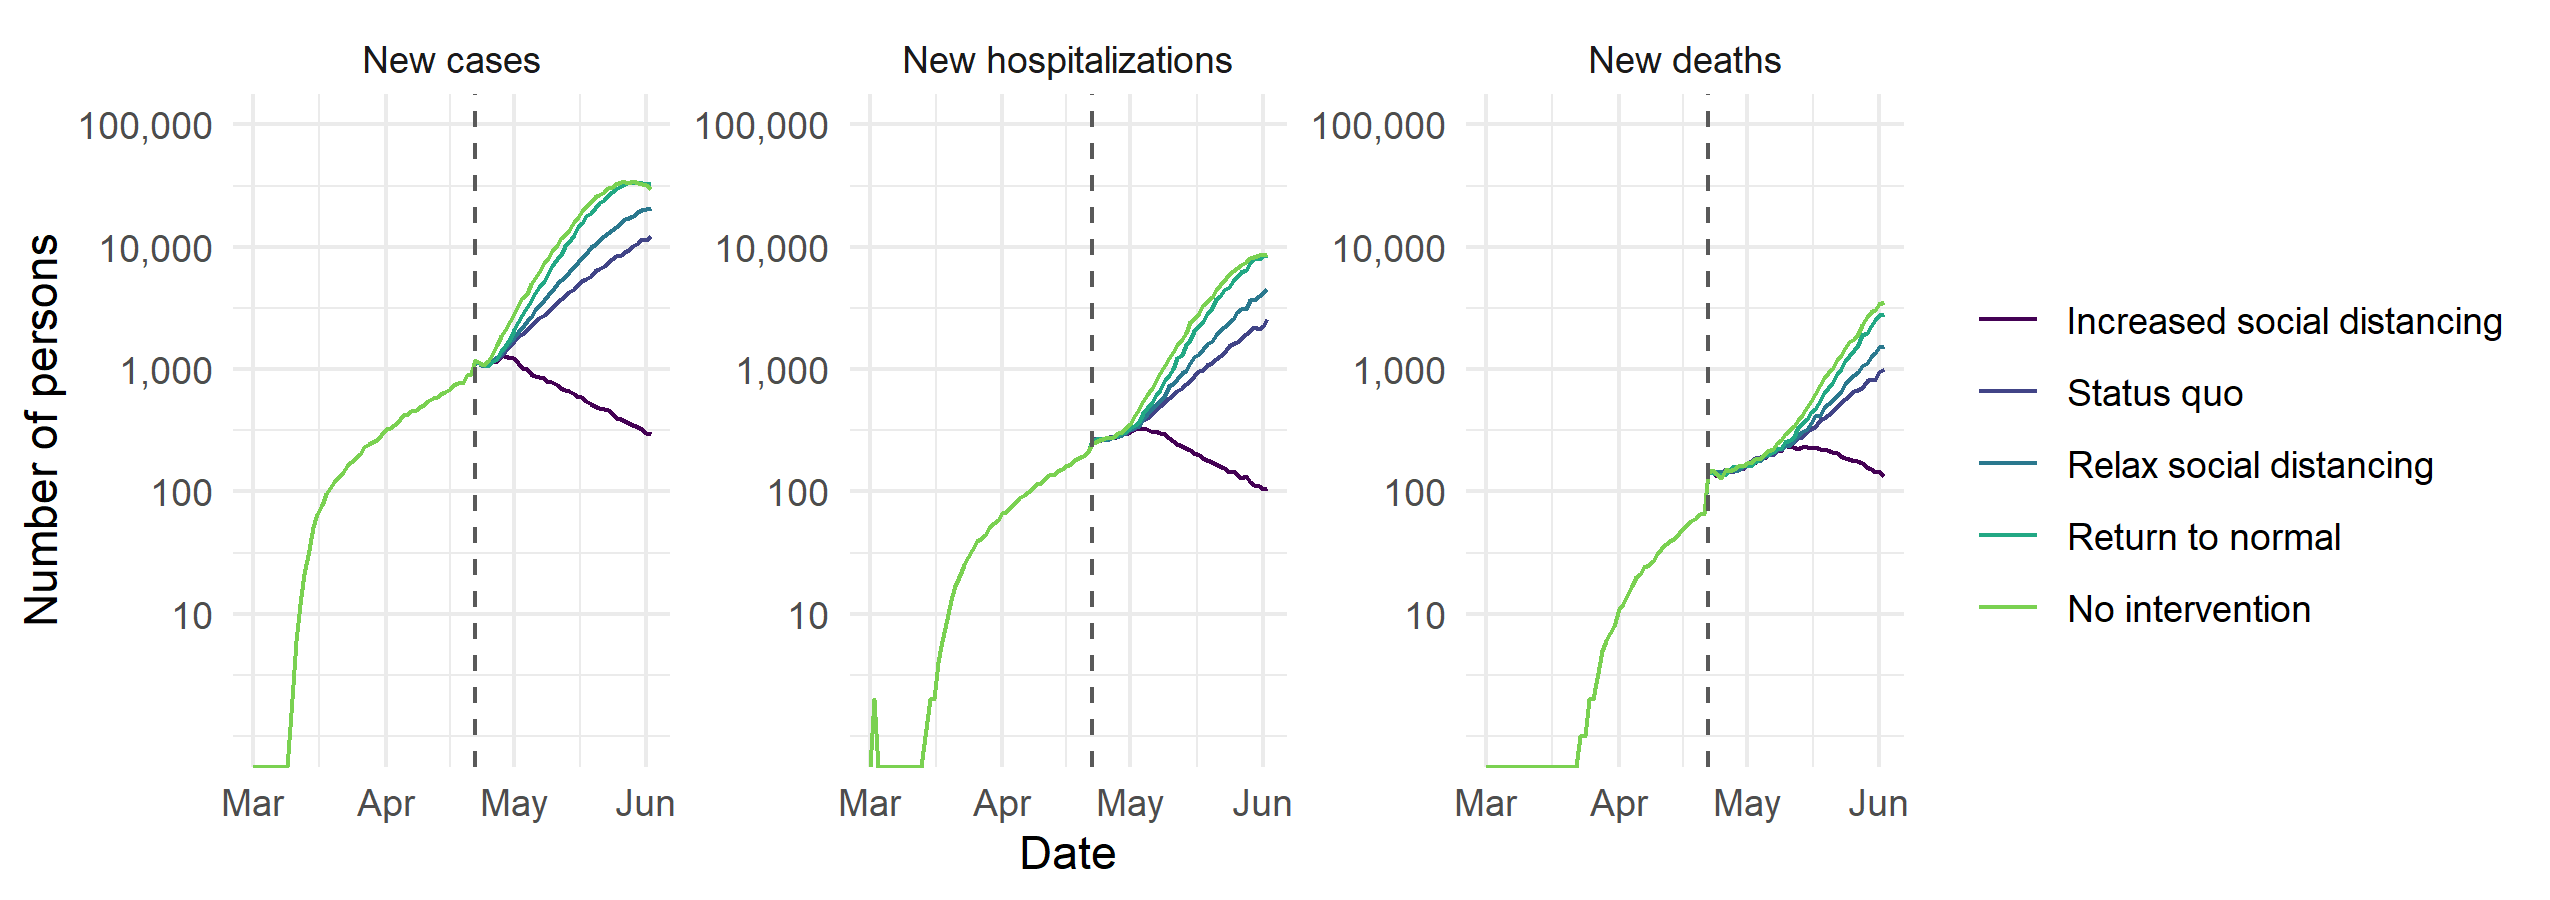 New cases
New hospitalizations
New deaths
Number of persons
100,000
10,000
1,000
100
10
100,000
10,000
1,000
100
10
100,000
10,000
1,000
100
10
Mar Apr May Jun
Mar Apr May Jun
Mar Apr May Jun
Date
Increased social distancing
Status quo
Relax social distancing
Return to normal
No intervention